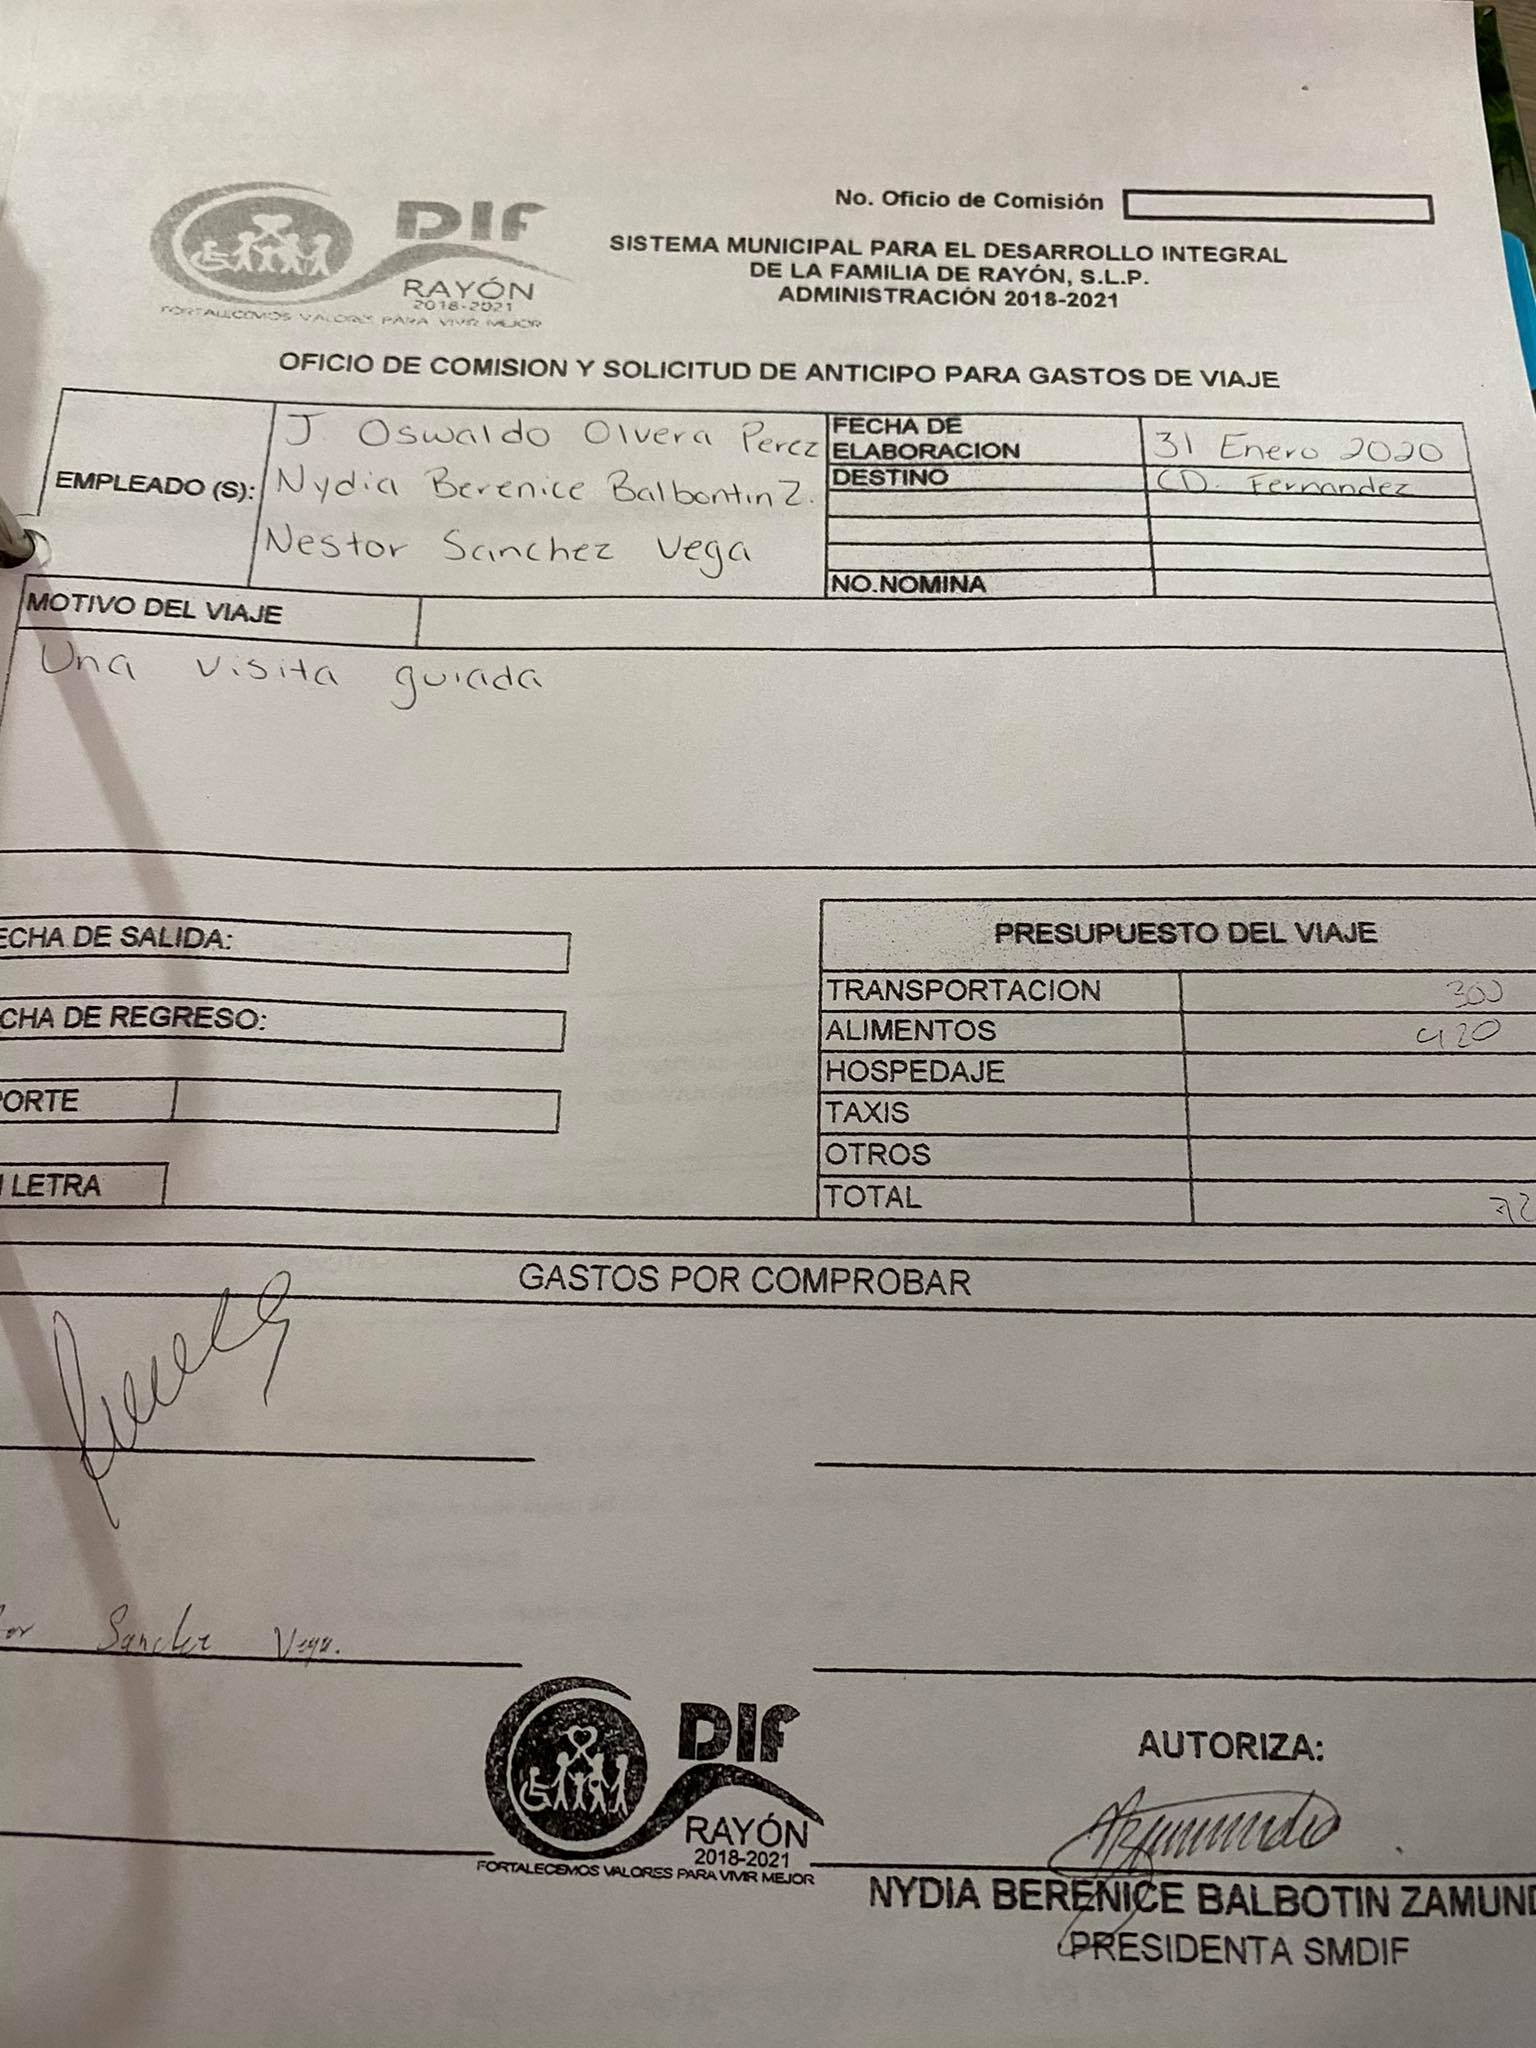 No. Oficio de Comisión
DIF
RAYÓN
2018-2021
FORTALECEMOS VALORES PARA VIVIR MEJOR
SISTEMA MUNICIPAL PARA EL DESARROLLO INTEGRAL
DE LA FAMILIA DE RAYÓN, S.L.P.
ADMINISTRACIÓN 2018-2021
OFICIO DE COMISION Y SOLICITUD DE ANTICIPO PARA GASTOS DE VIAJE
EMPLEADO (S):
J. Oswaldo Olvera Perez
Nydia Berenice Balbontin Z.
Nestor Sanchez Vega
FECHA DE
ELABORACION
31 Enero 2020
DESTINO
CD. Fernandez
NO.NOMINA
MOTIVO DEL VIAJE
Una visita guiada
ECHA DE SALIDA:
CHA DE REGRESO:
PORTE
LETRA
PRESUPUESTO DEL VIAJE
TRANSPORTACION 300
ALIMENTOS 420
HOSPEDAJE
TAXIS
OTROS
TOTAL 72
GASTOS POR COMPROBAR
or Sanchez Vega.
DIF
RAYÓN
2018-2021
FORTALECEMOS VALORES PARA VIVIR MEJOR
AUTORIZA:
NYDIA BERENICE BALBOTIN ZAMUND
PRESIDENTA SMDIF